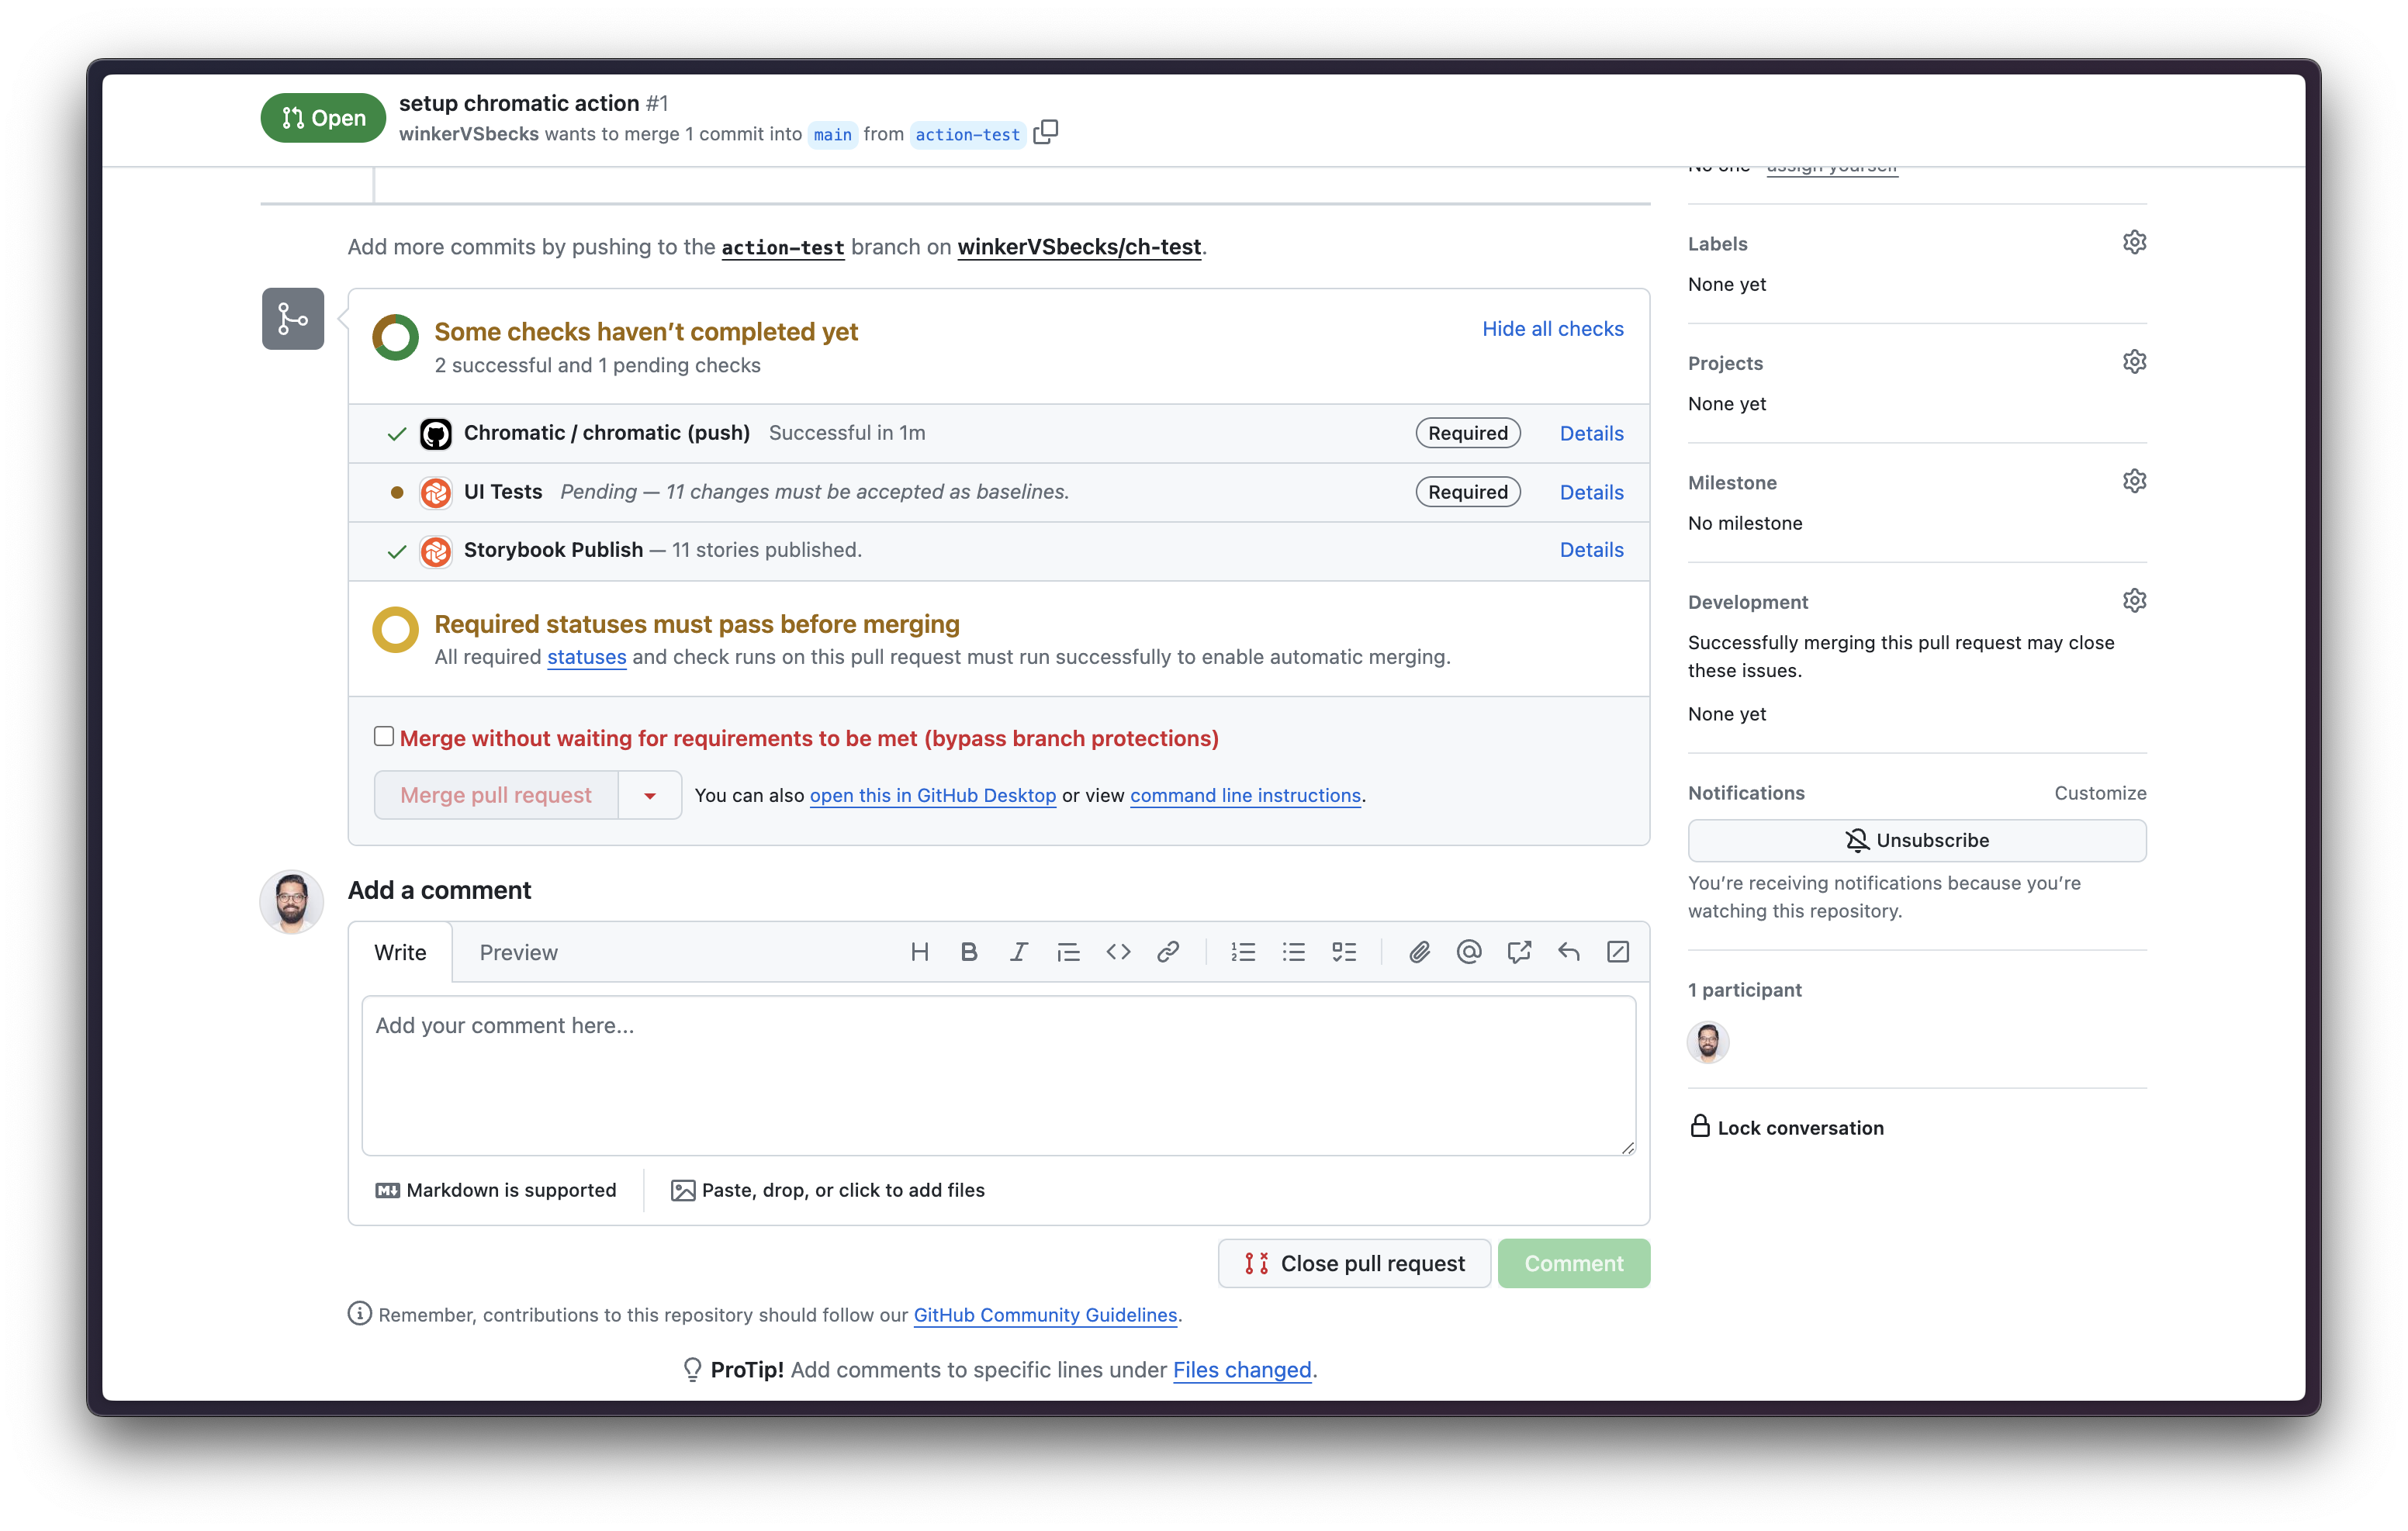 Open
setup chromatic action #1
winkerVSbecks wants to merge 1 commit into main from action-test
Add more commits by pushing to the action-test branch on winkerVSbecks/ch-test.
Some checks haven’t completed yet
2 successful and 1 pending checks
Hide all checks
Chromatic / chromatic (push) Successful in 1m Required Details
UI Tests Pending — 11 changes must be accepted as baselines. Required Details
Storybook Publish — 11 stories published. Details
Required statuses must pass before merging
All required statuses and check runs on this pull request must run successfully to enable automatic merging.
Merge without waiting for requirements to be met (bypass branch protections)
Merge pull request
You can also open this in GitHub Desktop or view command line instructions.
Add a comment
Write Preview
Add your comment here...
Markdown is supported
Paste, drop, or click to add files
Close pull request
Comment
Remember, contributions to this repository should follow our GitHub Community Guidelines.
ProTip! Add comments to specific lines under Files changed.
No one assign yourself
Labels
None yet
Projects
None yet
Milestone
No milestone
Development
Successfully merging this pull request may close
these issues.
None yet
Notifications Customize
Unsubscribe
You’re receiving notifications because you’re
watching this repository.
1 participant
Lock conversation